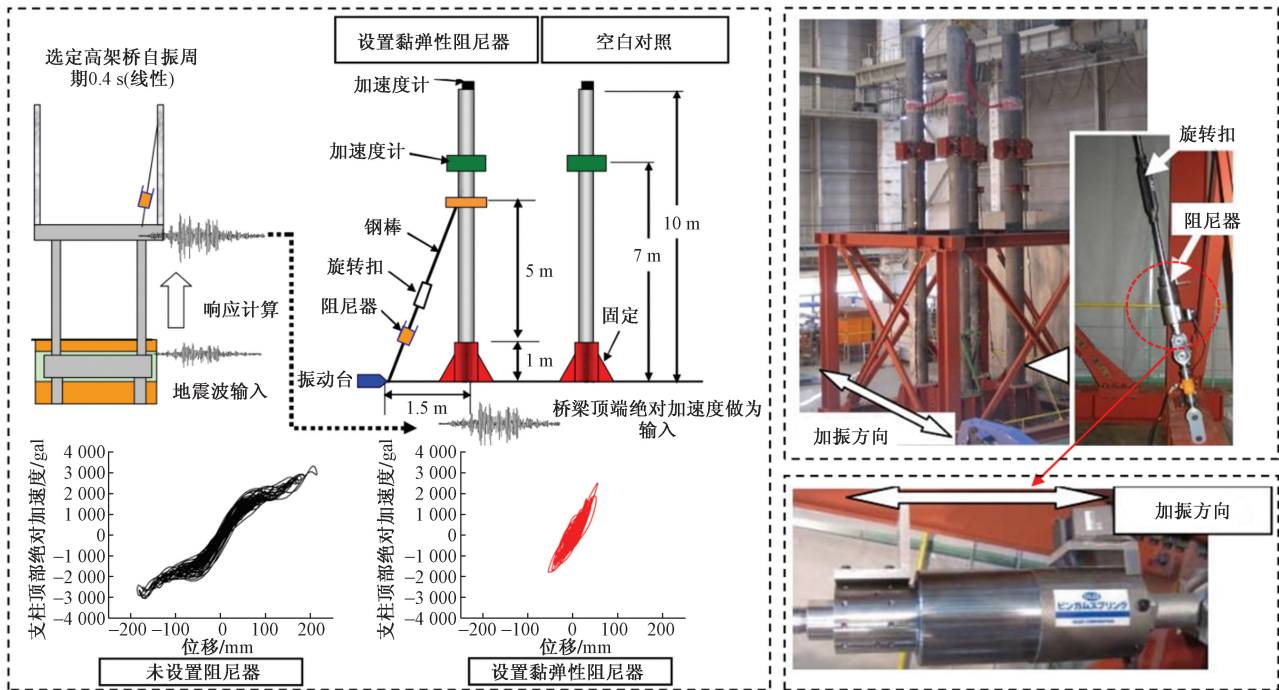 选定高架桥自振周
期0.4 s(线性)
响应计算
地震波输入
设置黏弹性阻尼器
空白对照
加速度计
加速度计
钢棒
旋转扣
阻尼器
振动台
1.5 m
5 m
1 m
7 m
10 m
固定
桥梁顶端绝对加速度做为
输入
支柱顶部绝对加速度/gal
4 000
3 000
2 000
1 000
0
−1 000
−2 000
−3 000
−4 000
−200
−100
0
100
200
位移/mm
未设置阻尼器
支柱顶部绝对加速度/gal
4 000
3 000
2 000
1 000
0
−1 000
−2 000
−3 000
−4 000
−200
−100
0
100
200
位移/mm
设置黏弹性阻尼器
旋转扣
阻尼器
加振方向
加振方向
ビンガムスプリング